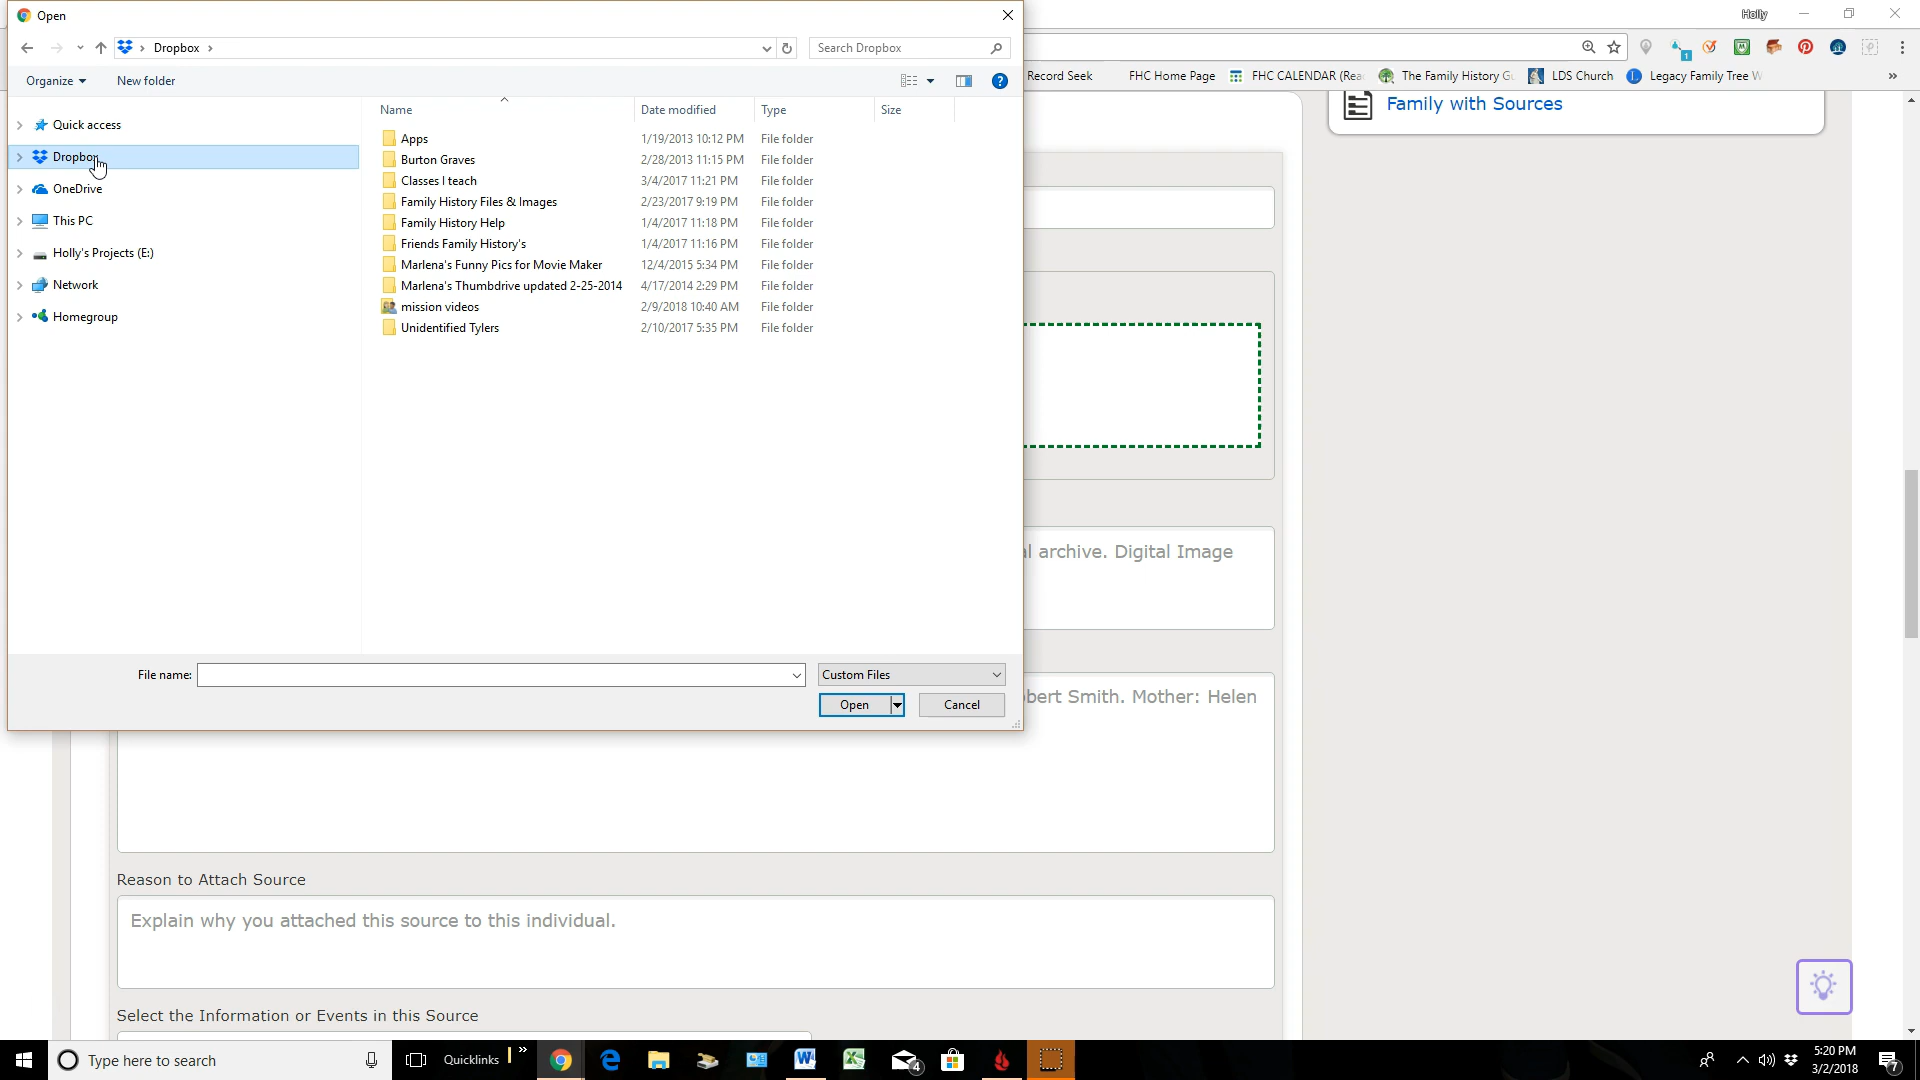 Open
Holly
Dropbox
Search Dropbox
Organize
New folder
Record Seek
FHC Home Page
FHC CALENDAR (Rea
The Family History G
LDS Church
Legacy Family Tree W
Name
Date modified
Type
Size
Family with Sources
Quick access
Dropbox
OneDrive
This PC
Holly's Projects (E:)
Network
Homegroup
Apps 1/19/2013 10:12 PM File folder
Burton Graves 2/28/2013 11:15 PM File folder
Classes I teach 3/4/2017 11:21 PM File folder
Family History Files & Images 2/23/2017 9:19 PM File folder
Family History Help 1/4/2017 11:18 PM File folder
Friends Family History's 1/4/2017 11:16 PM File folder
Marlena's Funny Pics for Movie Maker 12/4/2015 5:34 PM File folder
Marlena's Thumbdrive updated 2-25-2014 4/17/2014 2:29 PM File folder
mission videos 2/9/2018 10:40 AM File folder
Unidentified Tylers 2/10/2017 5:35 PM File folder
al archive. Digital Image
File name:
Custom Files
Open
Cancel
obert Smith. Mother: Helen
Reason to Attach Source
Explain why you attached this source to this individual.
Select the Information or Events in this Source
Type here to search
Quicklinks
4
5:20 PM
3/2/2018
7